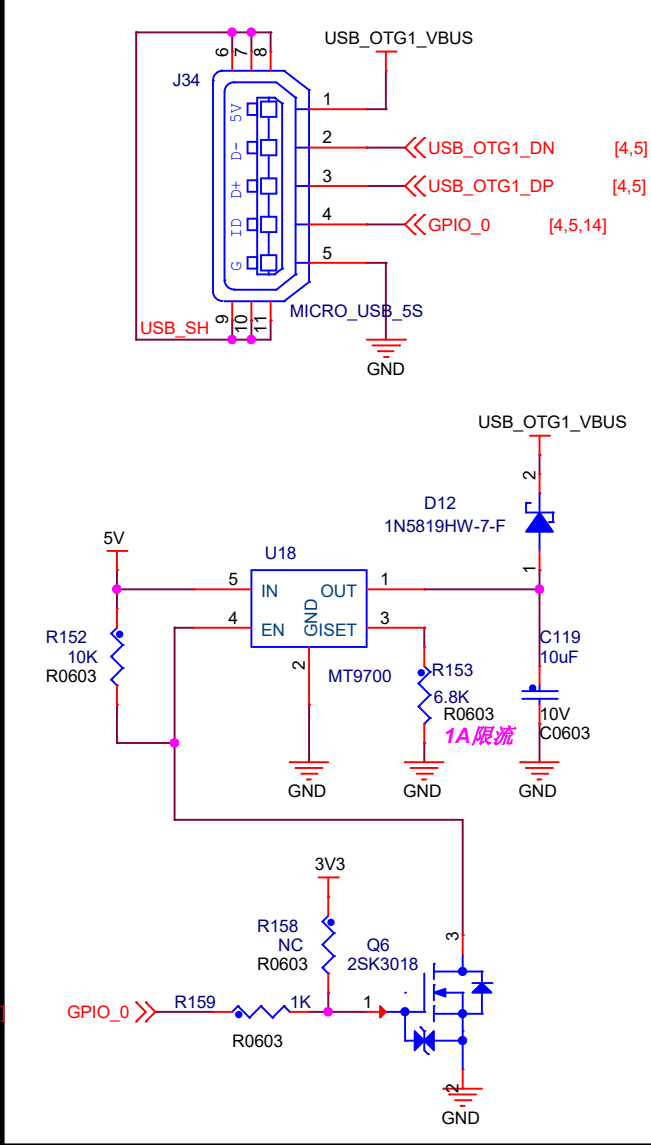 USB_OTG1_VBUS
6
7
8
J34
5V
1
D-
2
USB_OTG1_DN
[4,5]
D+
3
USB_OTG1_DP
[4,5]
ID
4
GPIO_0
[4,5,14]
G
5
MICRO_USB_5S
USB_SH
9
10
11
GND
USB_OTG1_VBUS
2
D12
1N5819HW-7-F
1
5V
U18
5
IN
OUT
1
4
EN
GND
ISET
3
2
MT9700
R152
10K
R0603
R153
6.8K
R0603
1A限流
C119
10uF
10V
C0603
GND
GND
GND
3V3
R158
NC
R0603
Q6
2SK3018
3
GPIO_0
R159
1K
R0603
1
2
GND